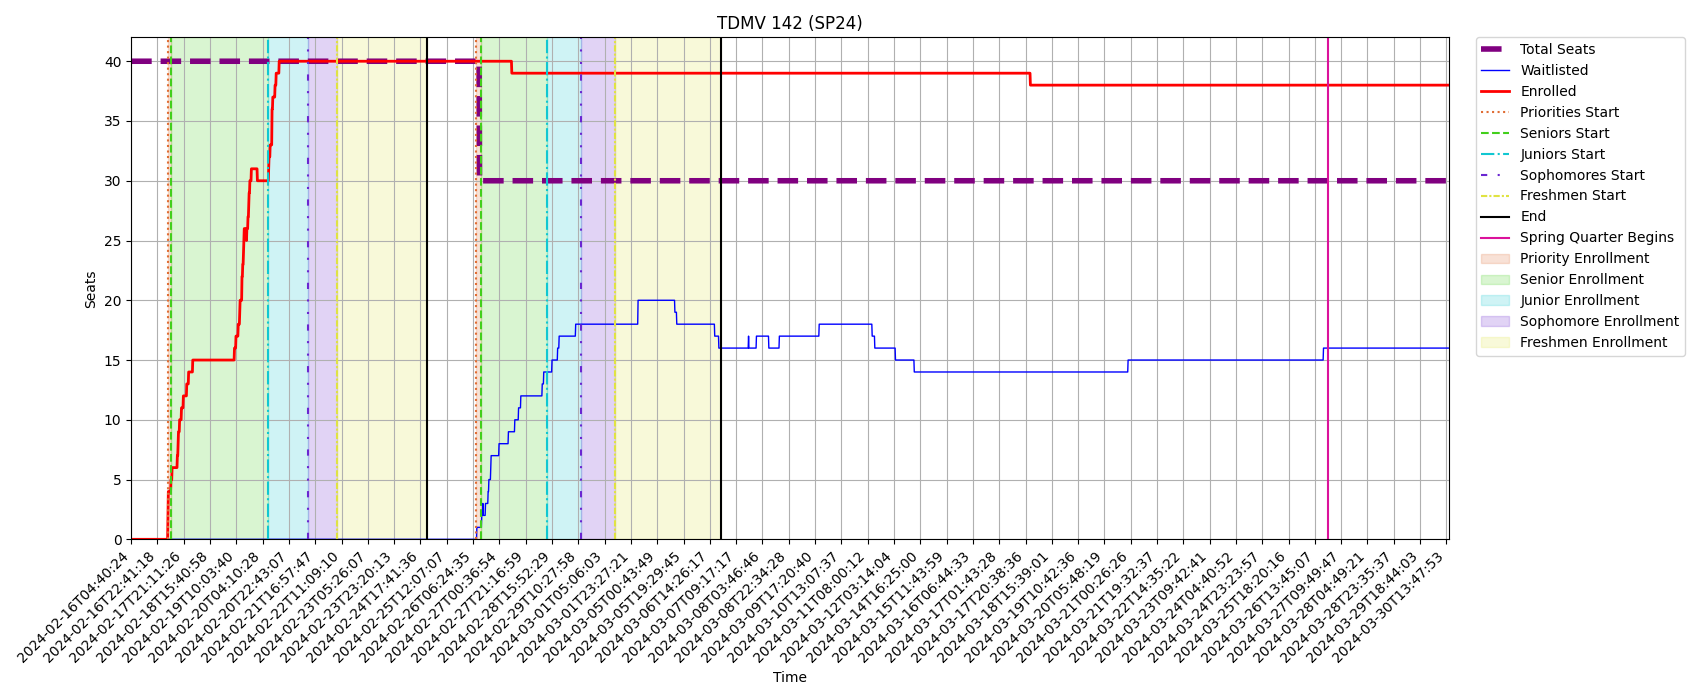 TDMV 142 (SP24)
Seats
40
35
30
25
20
15
10
5
0
2024-02-16T04:40:24
2024-02-16T22:41:18
2024-02-17T21:11:26
2024-02-18T15:40:58
2024-02-19T10:03:40
2024-02-20T04:10:28
2024-02-20T22:43:07
2024-02-21T16:57:47
2024-02-22T11:09:10
2024-02-23T05:26:07
2024-02-23T23:20:13
2024-02-24T17:41:36
2024-02-25T12:07:07
2024-02-26T06:24:35
2024-02-27T00:36:54
2024-02-27T21:16:59
2024-02-28T15:52:29
2024-02-29T10:27:58
2024-03-01T05:06:03
2024-03-01T23:27:21
2024-03-05T00:43:49
2024-03-05T19:29:45
2024-03-06T14:26:17
2024-03-07T09:17:17
2024-03-08T03:46:46
2024-03-08T22:34:28
2024-03-09T17:20:40
2024-03-10T13:07:37
2024-03-11T08:00:12
2024-03-12T03:14:04
2024-03-14T16:25:00
2024-03-15T11:43:59
2024-03-16T06:44:33
2024-03-17T01:43:28
2024-03-17T20:38:36
2024-03-18T15:39:01
2024-03-19T10:42:36
2024-03-20T05:48:19
2024-03-21T00:26:26
2024-03-21T19:32:37
2024-03-22T14:35:22
2024-03-23T09:42:41
2024-03-24T04:40:52
2024-03-24T23:23:57
2024-03-25T18:20:16
2024-03-26T13:45:07
2024-03-27T09:49:47
2024-03-28T04:49:21
2024-03-28T23:35:37
2024-03-29T18:44:03
2024-03-30T13:47:53
Time
Total Seats
Waitlisted
Enrolled
Priorities Start
Seniors Start
Juniors Start
Sophomores Start
Freshmen Start
End
Spring Quarter Begins
Priority Enrollment
Senior Enrollment
Junior Enrollment
Sophomore Enrollment
Freshmen Enrollment